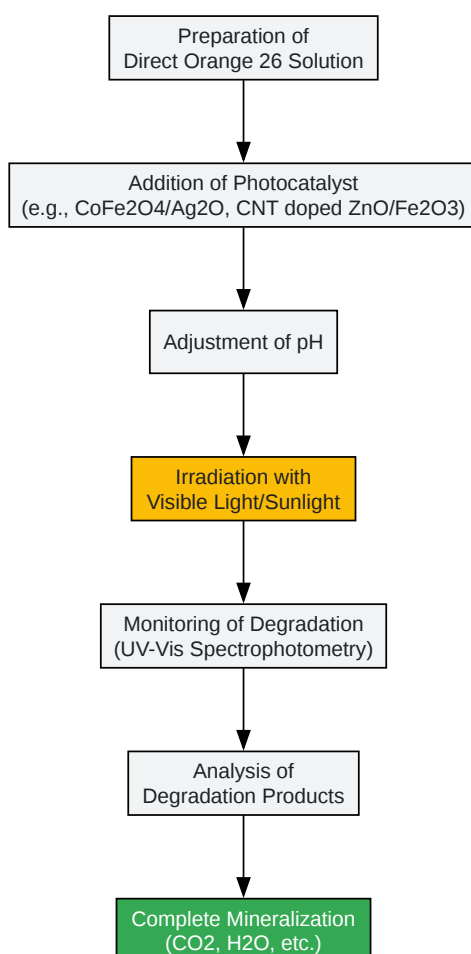 Preparation of
Direct Orange 26 Solution
Addition of Photocatalyst
(e.g., CoFe2O4/Ag2O, CNT doped ZnO/Fe2O3)
Adjustment of pH
Irradiation with
Visible Light/Sunlight
Monitoring of Degradation
(UV-Vis Spectrophotometry)
Analysis of
Degradation Products
Complete Mineralization
(CO2, H2O, etc.)